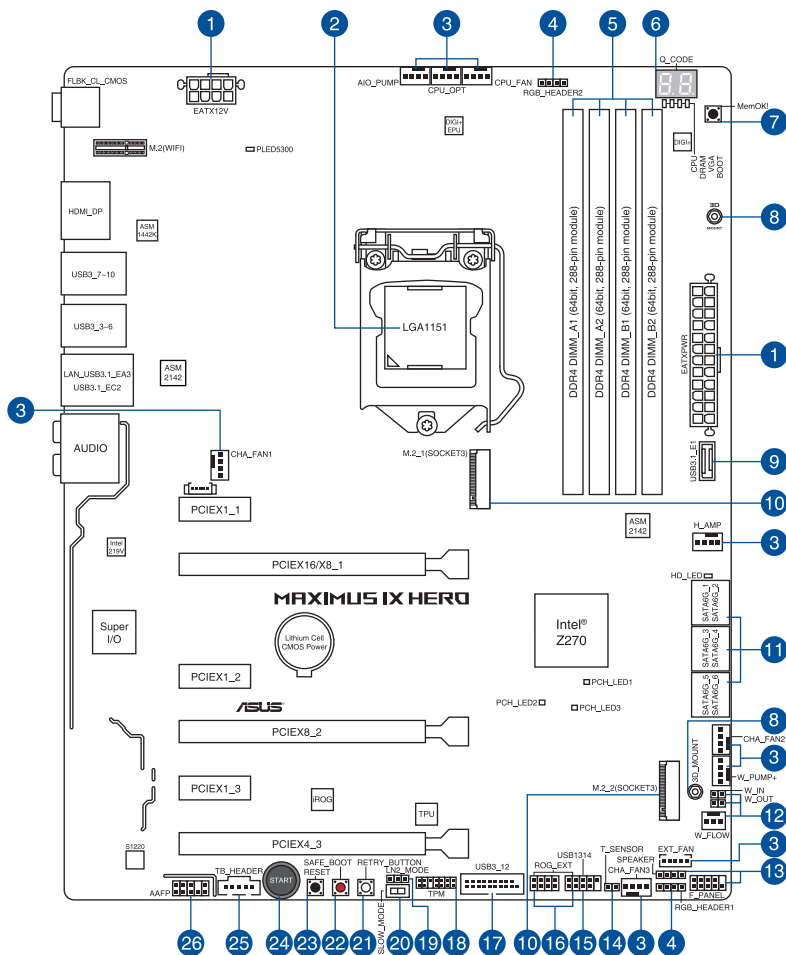 1
2
3
4
5
6
Q_CODE
FLBK_CL_CMOS
EATX12V
AIO_PUMP
CPU_OPT
CPU_FAN
RGB_HEADER2
8.8.
MemOK!
7
DIGI+
EPU
DIGI+
CPU
DRAM
VGA
BOOT
M.2(WIFI)
PLED5300
HDMI_DP
ASM
1442K
3D
MOUNT
8
USB3_7~10
USB3_3~6
LAN_USB3.1_EA3
USB3.1_EC2
ASM
2142
LGA1151
DDR4 DIMM_A1 (64bit, 288-pin module)
DDR4 DIMM_A2 (64bit, 288-pin module)
DDR4 DIMM_B1 (64bit, 288-pin module)
DDR4 DIMM_B2 (64bit, 288-pin module)
EATXPWR
1
3
AUDIO
CHA_FAN1
M.2_1(SOCKET3)
USB3.1_E1
9
10
PCIEX1_1
ASM
2142
H_AMP
3
Intel
219V
PCIEX16/X8_1
HD_LED
MAXIMUS IX HERO
SATA6G_1
SATA6G_2
SATA6G_3
SATA6G_4
SATA6G_5
SATA6G_6
11
Super
I/O
Lithium Cell
CMOS Power
Intel®
Z270
PCIEX1_2
PCH_LED1
PCH_LED2
PCH_LED3
ASUS
8
PCIEX8_2
CHA_FAN2
3
3D_MOUNT
W_PUMP+
PCIEX1_3
iROG
TPU
M.2_2(SOCKET3)
W_IN
W_OUT
12
W_FLOW
S1220
PCIEX4_3
T_SENSOR
EXT_FAN
3
SPEAKER
USB1314
ROG_EXT
CHA_FAN3
13
TB_HEADER
START
SAFE_BOOT
RESET
RETRY_BUTTON
LN2_MODE
USB3_12
AAFP
SLOW_MODE
TPM
F_PANEL
RGB_HEADER1
26
25
24
23
22
21
20
19
18
17
10
16
15
14
3
4